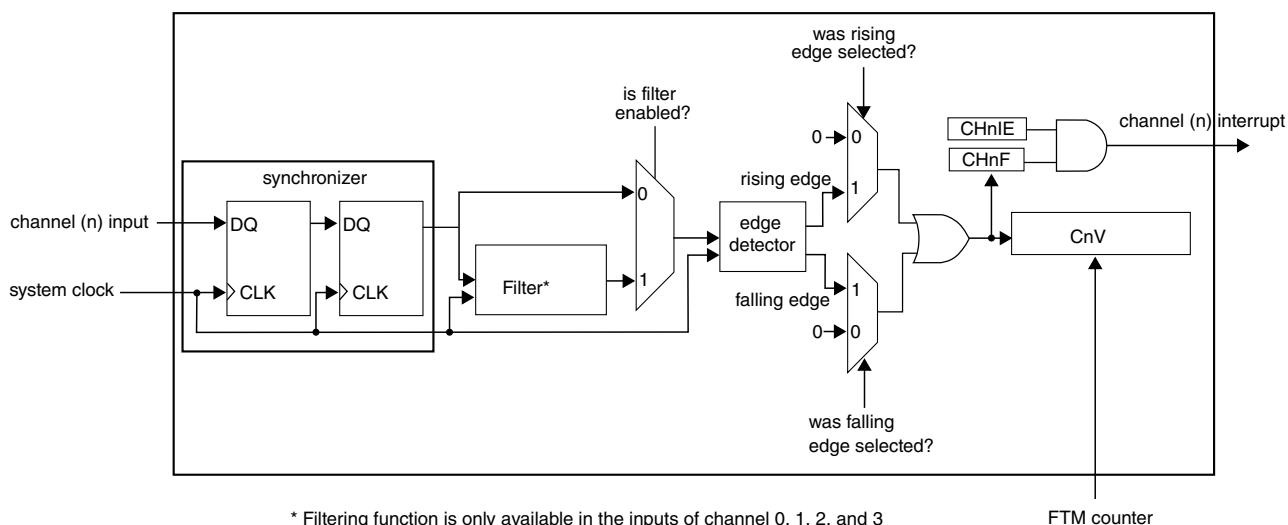 was rising
edge selected?
is filter
enabled?
CHnIE
channel (n) interrupt
CHnF
0
0
synchronizer
rising edge
1
0
channel (n) input
DQ
DQ
edge
detector
CnV
system clock
CLK
CLK
Filter*
1
falling edge
1
0
0
was falling
edge selected?
* Filtering function is only available in the inputs of channel 0, 1, 2, and 3
FTM counter